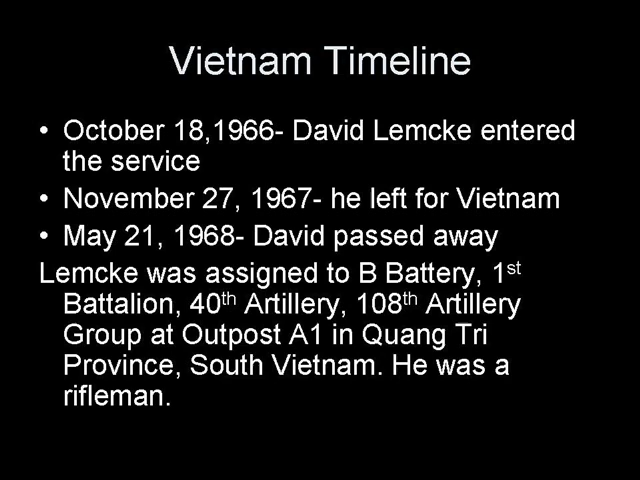 Vietnam Timeline
• October 18,1966- David Lemcke entered
the service
• November 27, 1967- he left for Vietnam
• May 21, 1968- David passed away
Lemcke was assigned to B Battery, 1st
Battalion, 40th Artillery, 108th Artillery
Group at Outpost A1 in Quang Tri
Province, South Vietnam. He was a
rifleman.